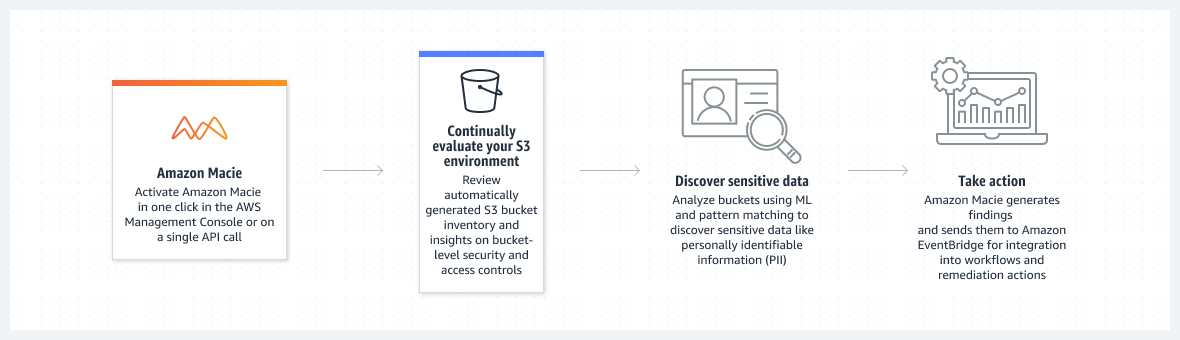 Amazon Macie
Activate Amazon Macie
in one click in the AWS
Management Console or on
a single API call
Continually
evaluate your S3
environment
Review
automatically
generated S3 bucket
inventory and
insights on bucket-
level security and
access controls
Discover sensitive data
Analyze buckets using ML
and pattern matching to
discover sensitive data like
personally identifiable
information (PII)
Take action
Amazon Macie generates
findings
and sends them to Amazon
EventBridge for integration
into workflows and
remediation actions